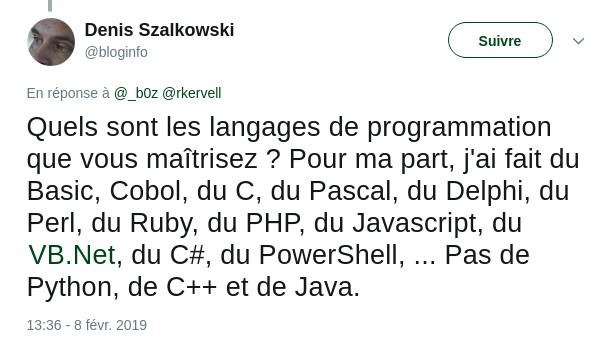 Denis Szalkowski
@bloginfo
Suivre
En réponse à @_b0z @rkervell
Quels sont les langages de programmation
que vous maîtrisez ? Pour ma part, j'ai fait du
Basic, Cobol, du C, du Pascal, du Delphi, du
Perl, du Ruby, du PHP, du Javascript, du
VB.Net, du C#, du PowerShell, ... Pas de
Python, de C++ et de Java.
13:36 - 8 févr. 2019